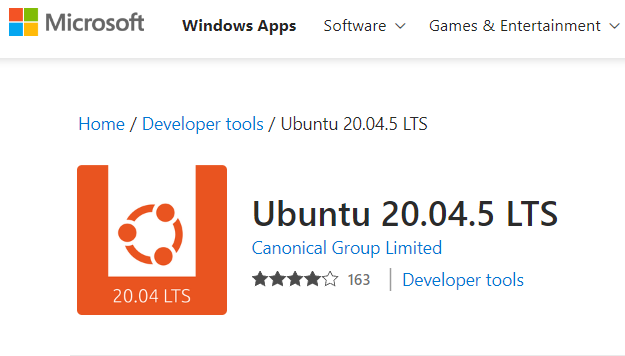 Microsoft Windows Apps Software Games & Entertainment
Home / Developer tools / Ubuntu 20.04.5 LTS
Ubuntu 20.04.5 LTS
Canonical Group Limited
163 Developer tools
20.04 LTS